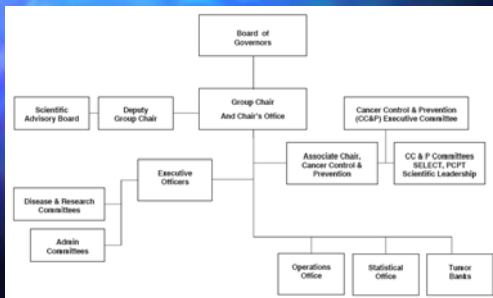 Board of
Governors
Scientific
Advisory Board
Deputy
Group Chair
Group Chair
And Chair's Office
Cancer Control & Prevention
(CC&P) Executive Committee
Associate Chair,
Cancer Control &
Prevention
CC & P Committees
SELECT, PCPT
Scientific Leadership
Executive
Officers
Disease & Research
Committees
Admin
Committees
Operations
Office
Statistical
Office
Tumor
Banks